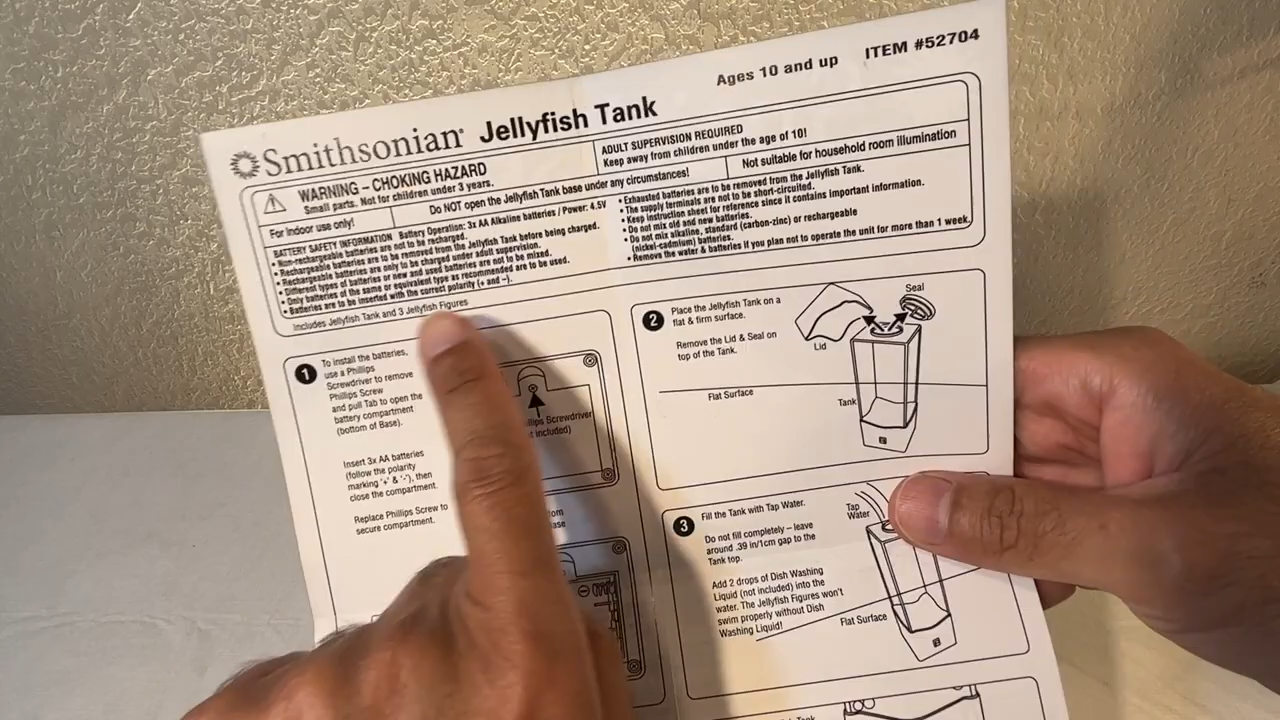 Ages 10 and up ITEM #52704
Smithsonian® Jellyfish Tank
WARNING – CHOKING HAZARD
Small parts. Not for children under 3 years.
ADULT SUPERVISION REQUIRED
Keep away from children under the age of 10!
For Indoor use only!
Do NOT open the Jellyfish Tank base under any circumstances!
Not suitable for household room illumination
BATTERY SAFETY INFORMATION Battery Operation: 3x AA Alkaline batteries / Power: 4.5V
• Non-rechargeable batteries are not to be recharged.
• Rechargeable batteries are to be removed from the Jellyfish Tank before being charged.
• Rechargeable batteries are only to be charged under adult supervision.
• Different types of batteries or new and used batteries are not to be mixed.
• Only batteries of the same or equivalent type as recommended are to be used.
• Batteries are to be inserted with the correct polarity (+ and –).
• Exhausted batteries are to be removed from the Jellyfish Tank.
• The supply terminals are not to be short-circuited.
• Keep instruction sheet for reference since it contains important information.
• Do not mix old and new batteries.
• Do not mix alkaline, standard (carbon-zinc) or rechargeable
(nickel-cadmium) batteries.
• Remove the water & batteries if you plan not to operate the unit for more than 1 week.
Includes Jellyfish Tank and 3 Jellyfish Figures
1 To install the batteries,
use a Phillips
Screwdriver to remove
Phillips Screw
and pull Tab to open the
battery compartment
(bottom of Base).
Insert 3x AA batteries
(follow the polarity
marking '+' & '-'), then
close the compartment.
Replace Phillips Screw to
secure compartment.
Screwdriver
included)
2 Place the Jellyfish Tank on a
flat & firm surface.
Remove the Lid & Seal on
top of the Tank.
Seal
Lid
Flat Surface
Tank
3 Fill the Tank with Tap Water.
Do not fill completely – leave
around .39 in/1cm gap to the
Tank top.
Add 2 drops of Dish Washing
Liquid (not included) into the
water. The Jellyfish Figures won't
swim properly without Dish
Washing Liquid!
Tap
Water
Flat Surface